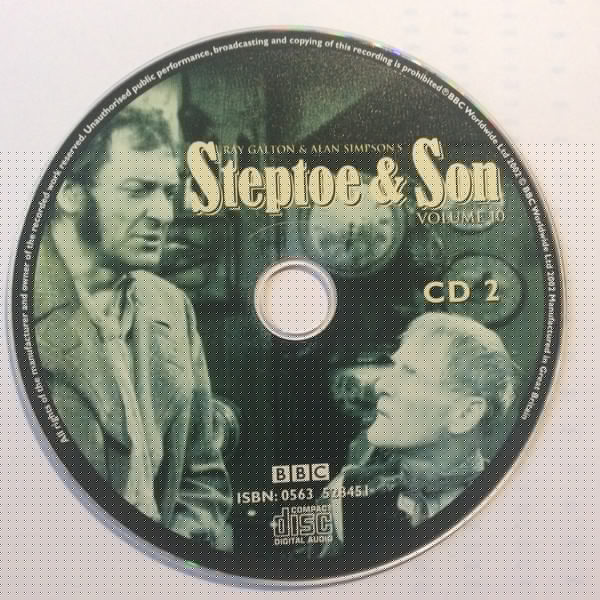 All rights of the manufacturer and owner of the recorded work reserved. Unauthorised public performance, broadcasting and copying of this recording is prohibited ℗ BBC Worldwide Ltd 2002 © BBC Worldwide Ltd 2002 Manufactured in Great Britain
RAY GALTON & ALAN SIMPSON'S
Steptoe & Son
VOLUME 10
CD 2
BBC
ISBN: 0563 528451
COMPACT
disc
DIGITAL AUDIO